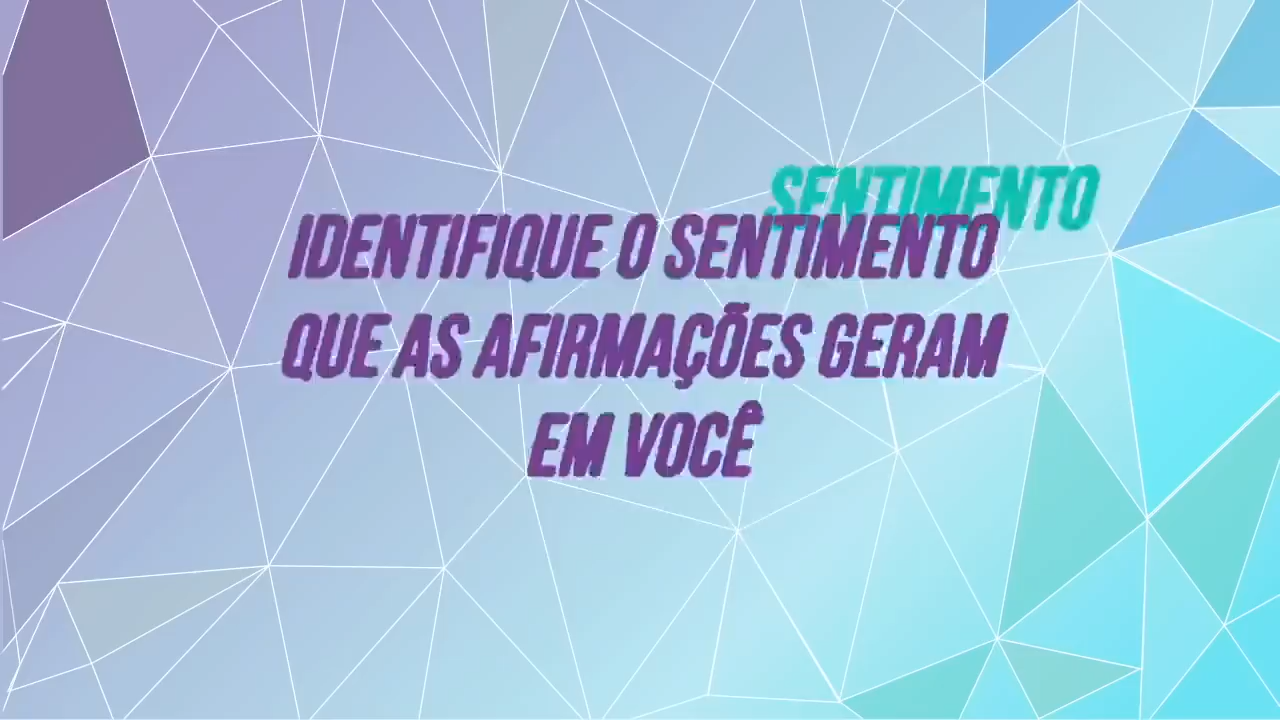 SENTIMENTO
IDENTIFIQUE O SENTIMENTO
QUE AS AFIRMAÇÕES GERAM
EM VOCÊ